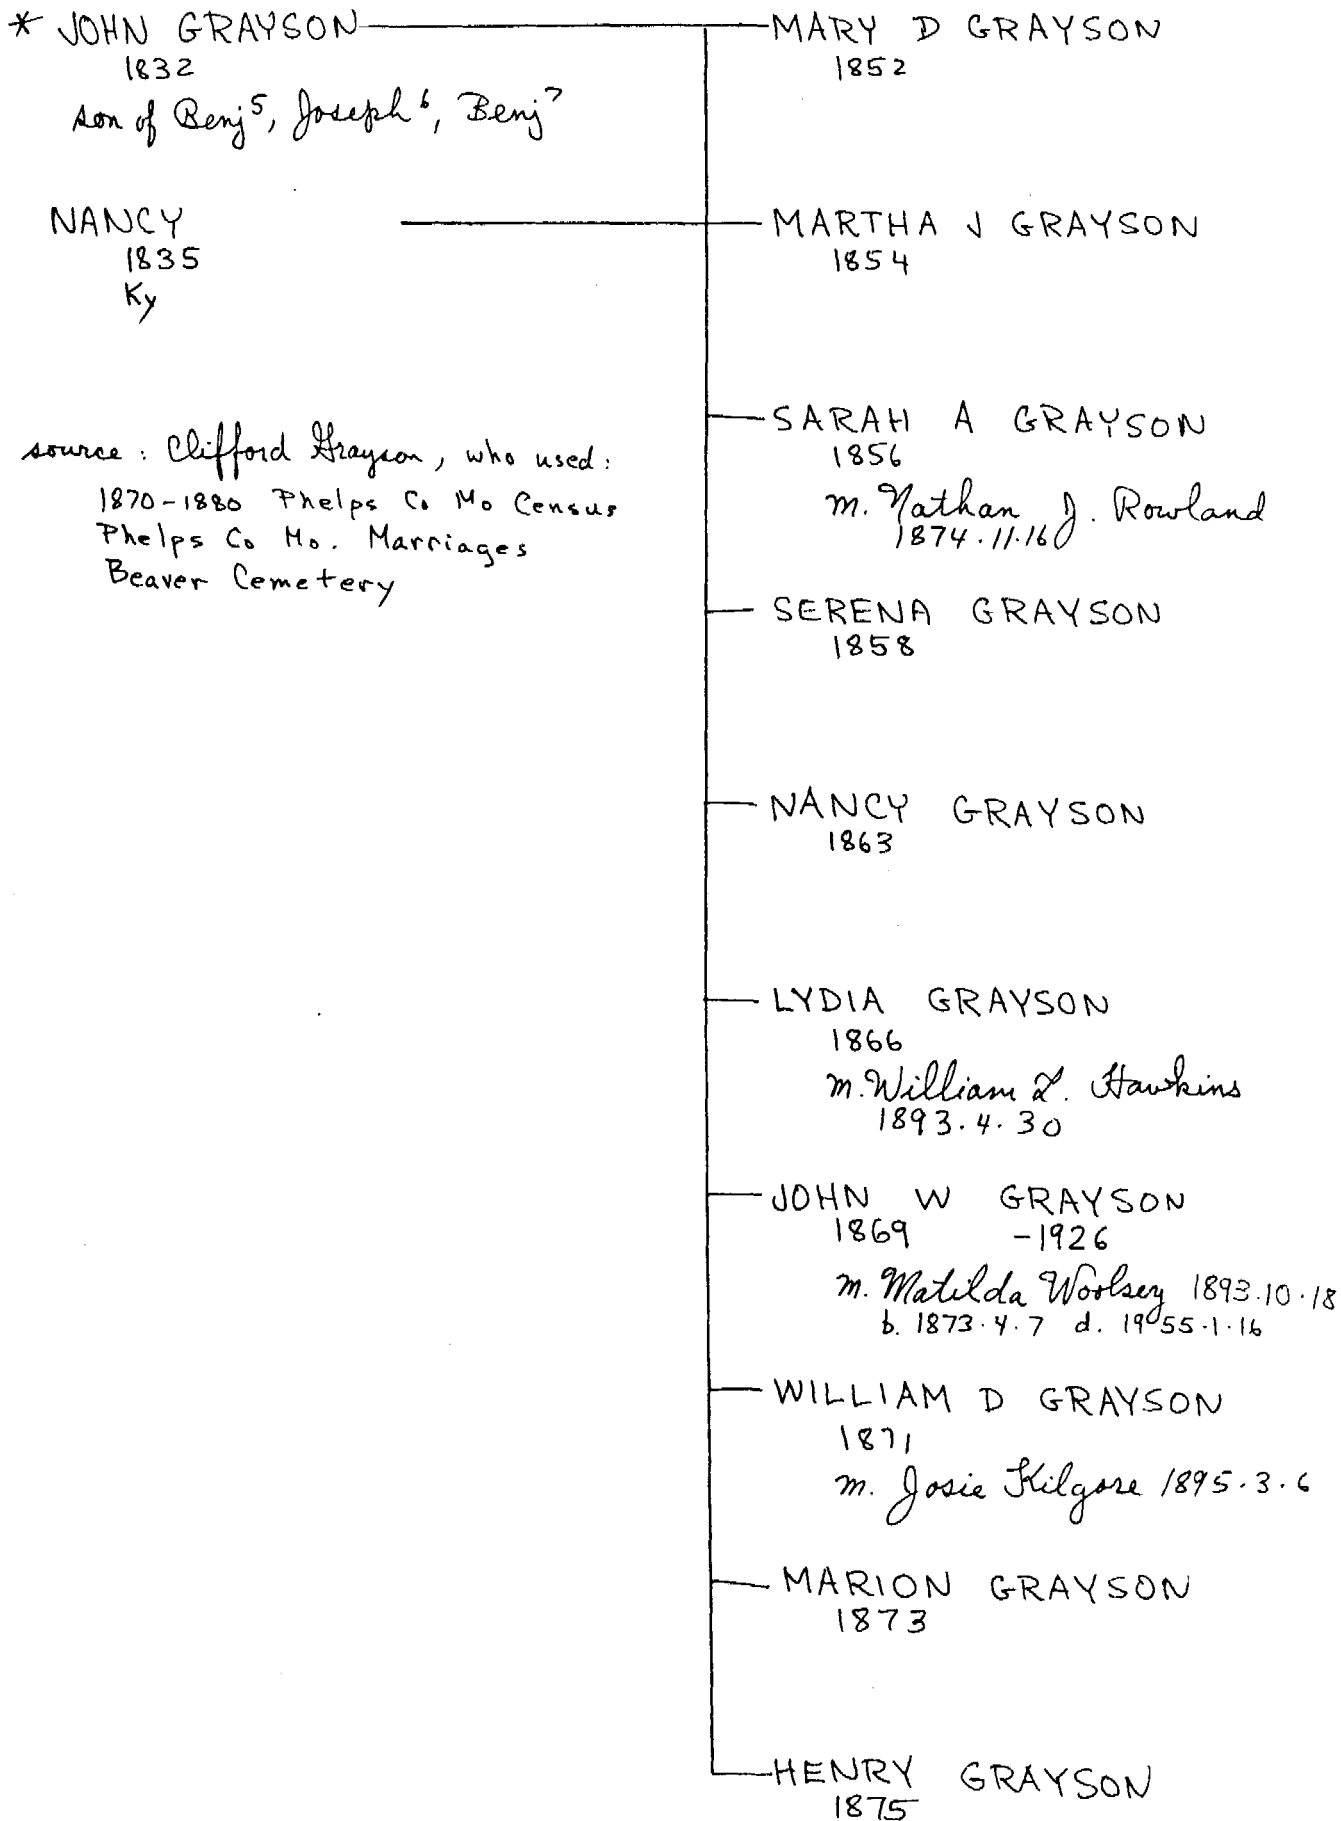 * JOHN GRAYSON
1832
son of Benj⁵, Joseph⁶, Benj⁷
NANCY
1835
Ky
source: Clifford Grayson, who used:
1870-1880 Phelps Co Mo Census
Phelps Co Mo. Marriages
Beaver Cemetery
MARY D GRAYSON
1852
MARTHA J GRAYSON
1854
SARAH A GRAYSON
1856
m. Nathan J. Rowland
1874.11.16
SERENA GRAYSON
1858
NANCY GRAYSON
1863
LYDIA GRAYSON
1866
m. William L. Hawkins
1893.4.30
JOHN W GRAYSON
1869 -1926
m. Matilda Woolsey 1893.10.18
b. 1873.4.7 d. 1955.1.16
WILLIAM D GRAYSON
1871
m. Josie Kilgore 1895.3.6
MARION GRAYSON
1873
HENRY GRAYSON
1875